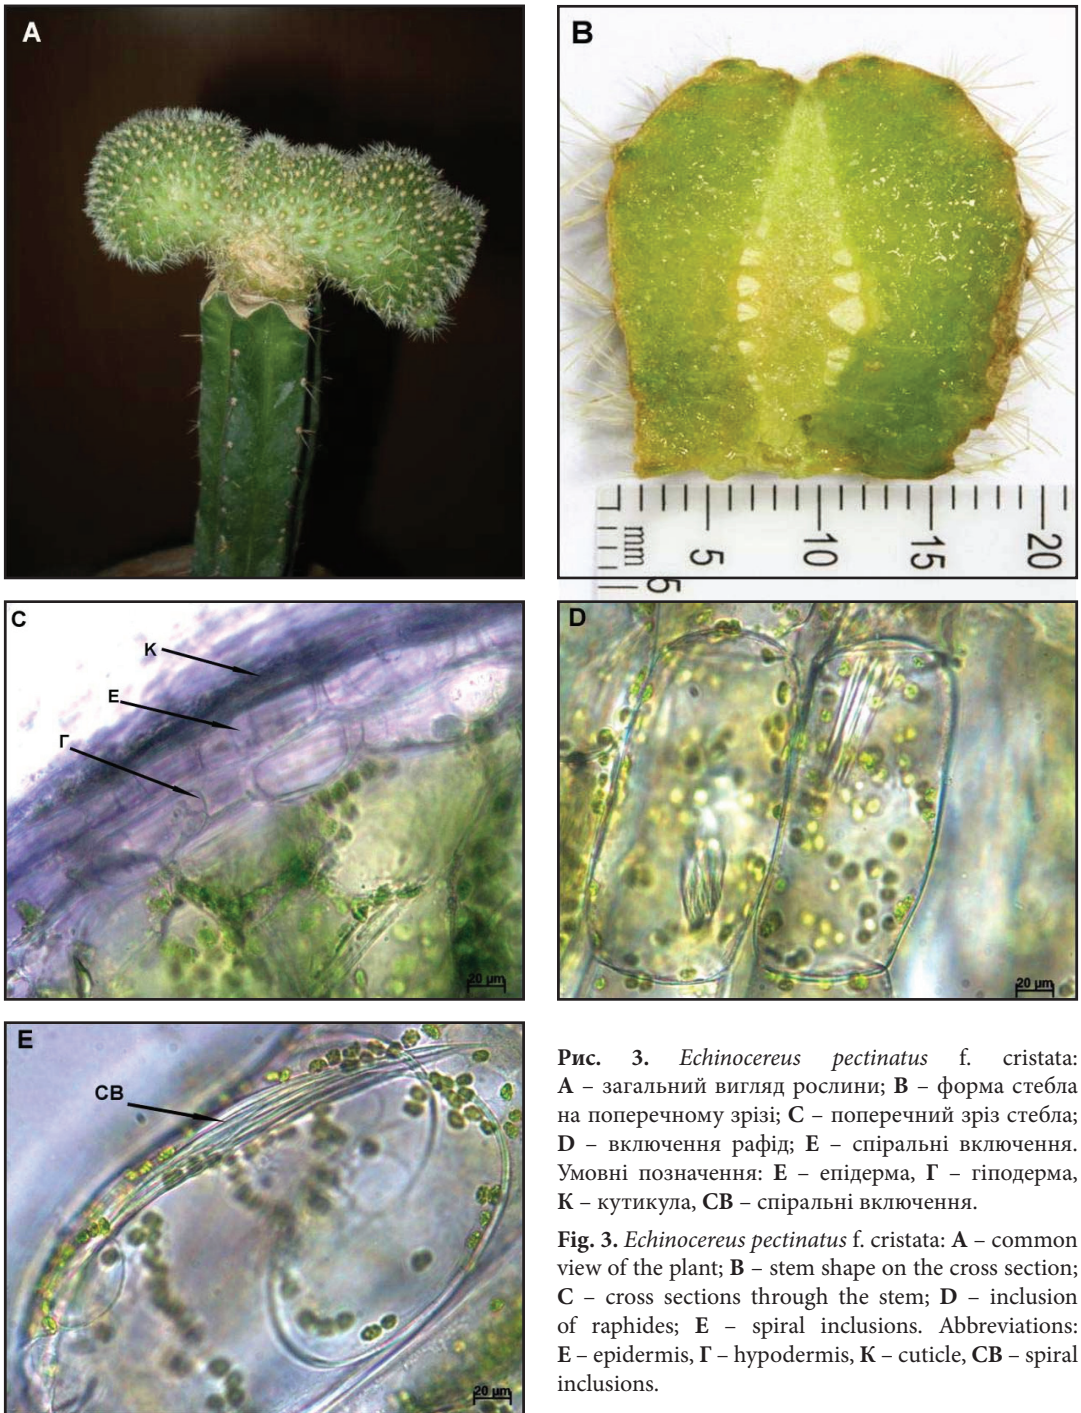 A
B
mm
5
10
15
20
5
C
К
Е
Г
20 µm
D
20 µm
E
СВ
20 µm
Рис. 3. Echinocereus pectinatus f. cristata:
A – загальний вигляд рослини; B – форма стебла
на поперечному зрізі; C – поперечний зріз стебла;
D – включення рафід; E – спіральні включення.
Умовні позначення: Е – епідерма, Г – гіподерма,
К – кутикула, СВ – спіральні включення.
Fig. 3. Echinocereus pectinatus f. cristata: A – common
view of the plant; B – stem shape on the cross section;
C – cross sections through the stem; D – inclusion
of raphides; E – spiral inclusions. Abbreviations:
Е – epidermis, Г – hypodermis, К – cuticle, СВ – spiral
inclusions.